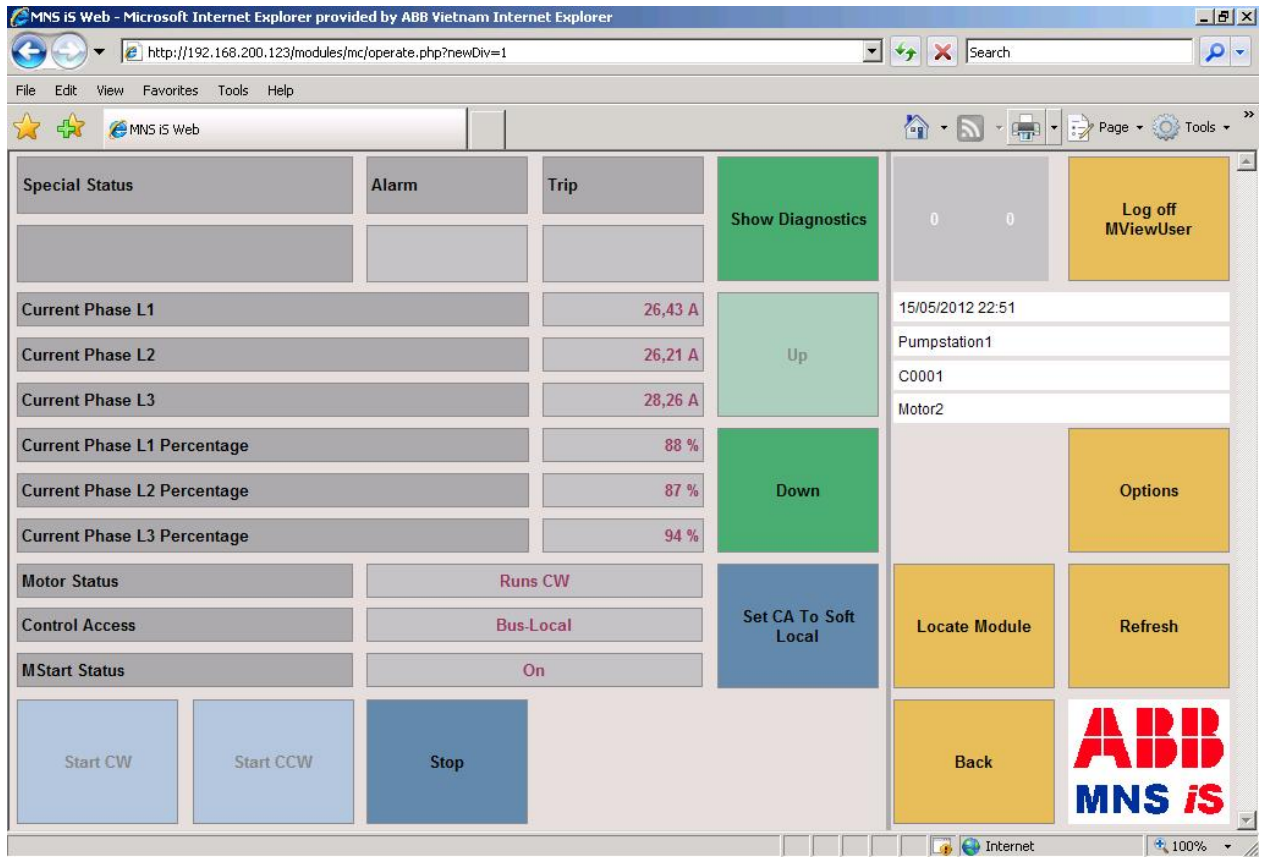 MNS iS Web - Microsoft Internet Explorer provided by ABB Vietnam Internet Explorer
http://192.168.200.123/modules/mc/operate.php?newDiv=1
Search
File Edit View Favorites Tools Help
MNS iS Web
Page Tools
Special Status Alarm Trip
Show Diagnostics
0 0
Log off
MViewUser
Current Phase L1 26,43 A
Current Phase L2 26,21 A
Current Phase L3 28,26 A
Up
15/05/2012 22:51
Pumpstation1
C0001
Motor2
Current Phase L1 Percentage 88 %
Current Phase L2 Percentage 87 %
Current Phase L3 Percentage 94 %
Down
Options
Motor Status Runs CW
Control Access Bus-Local
MStart Status On
Set CA To Soft
Local
Locate Module
Refresh
Start CW
Start CCW
Stop
Back
ABB
MNS iS
Internet
100%